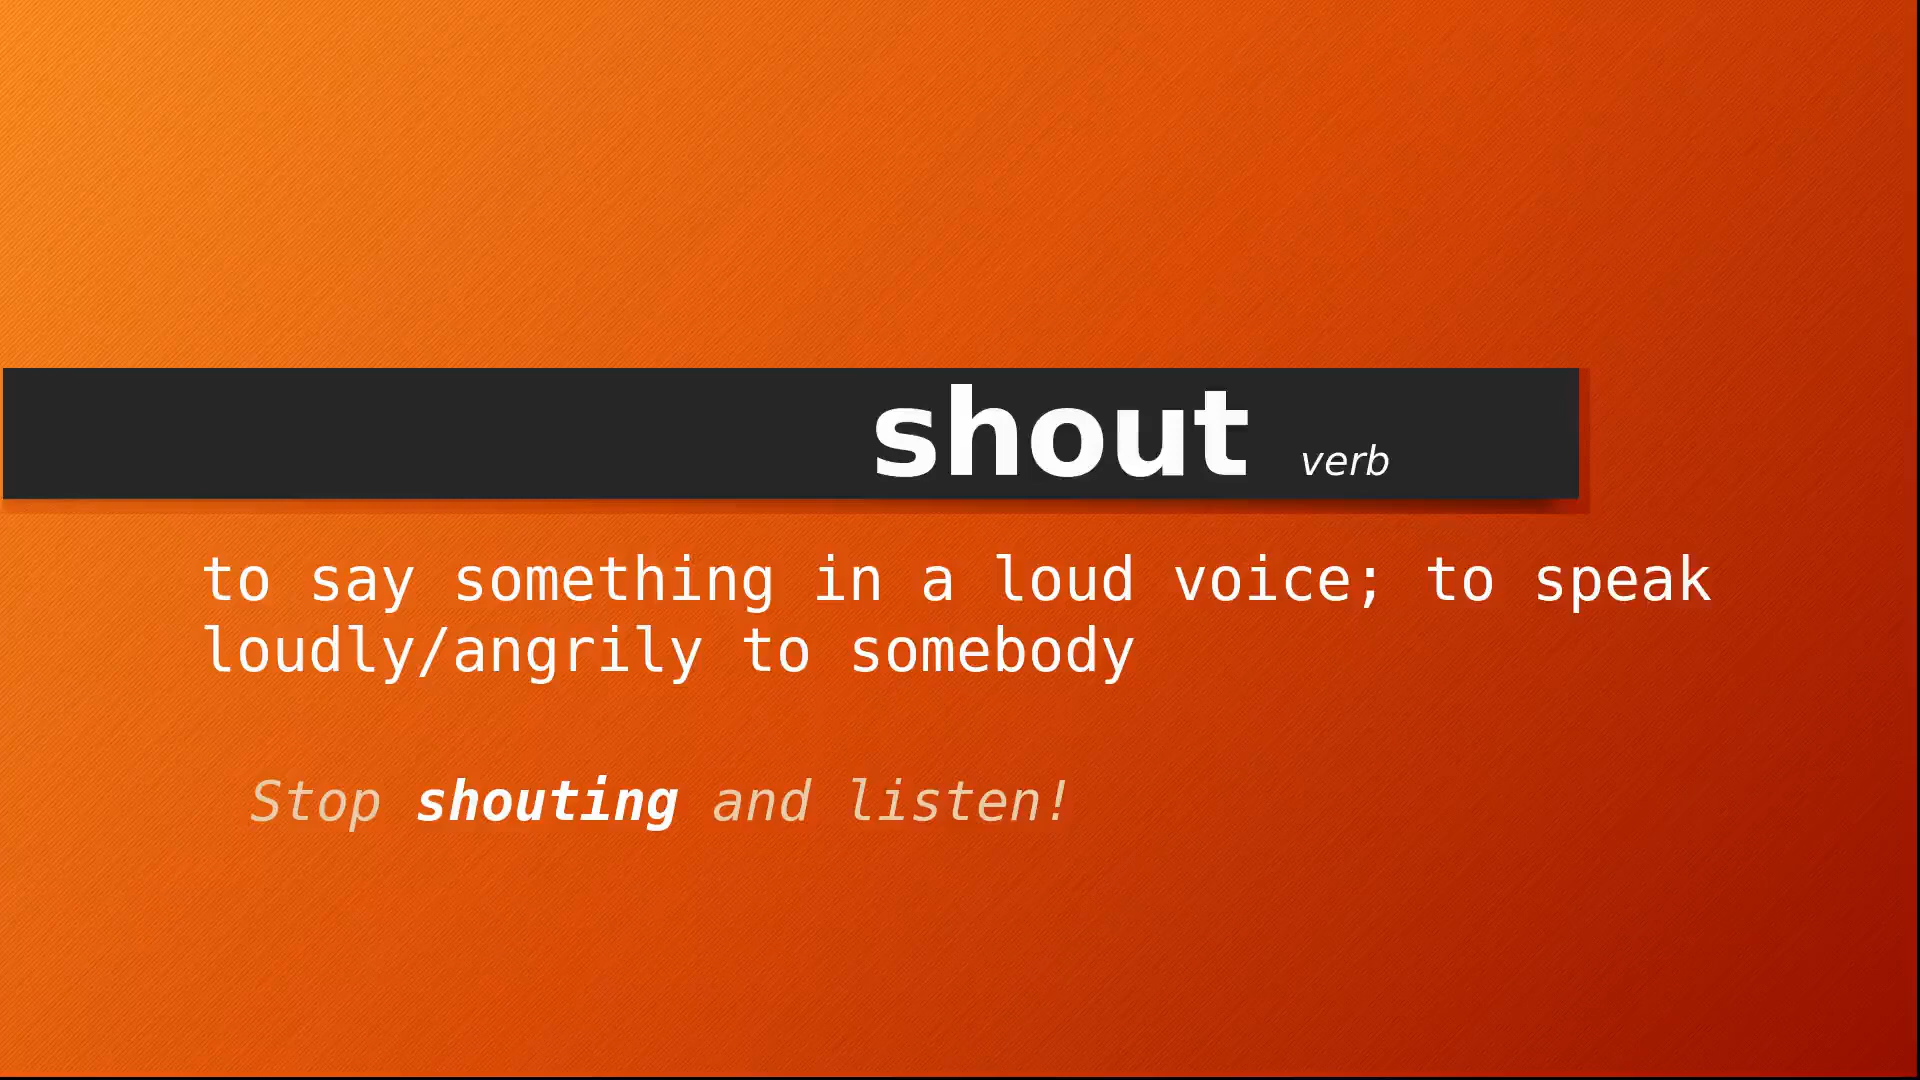 shout verb
to say something in a loud voice; to speak
loudly/angrily to somebody
Stop shouting and listen!